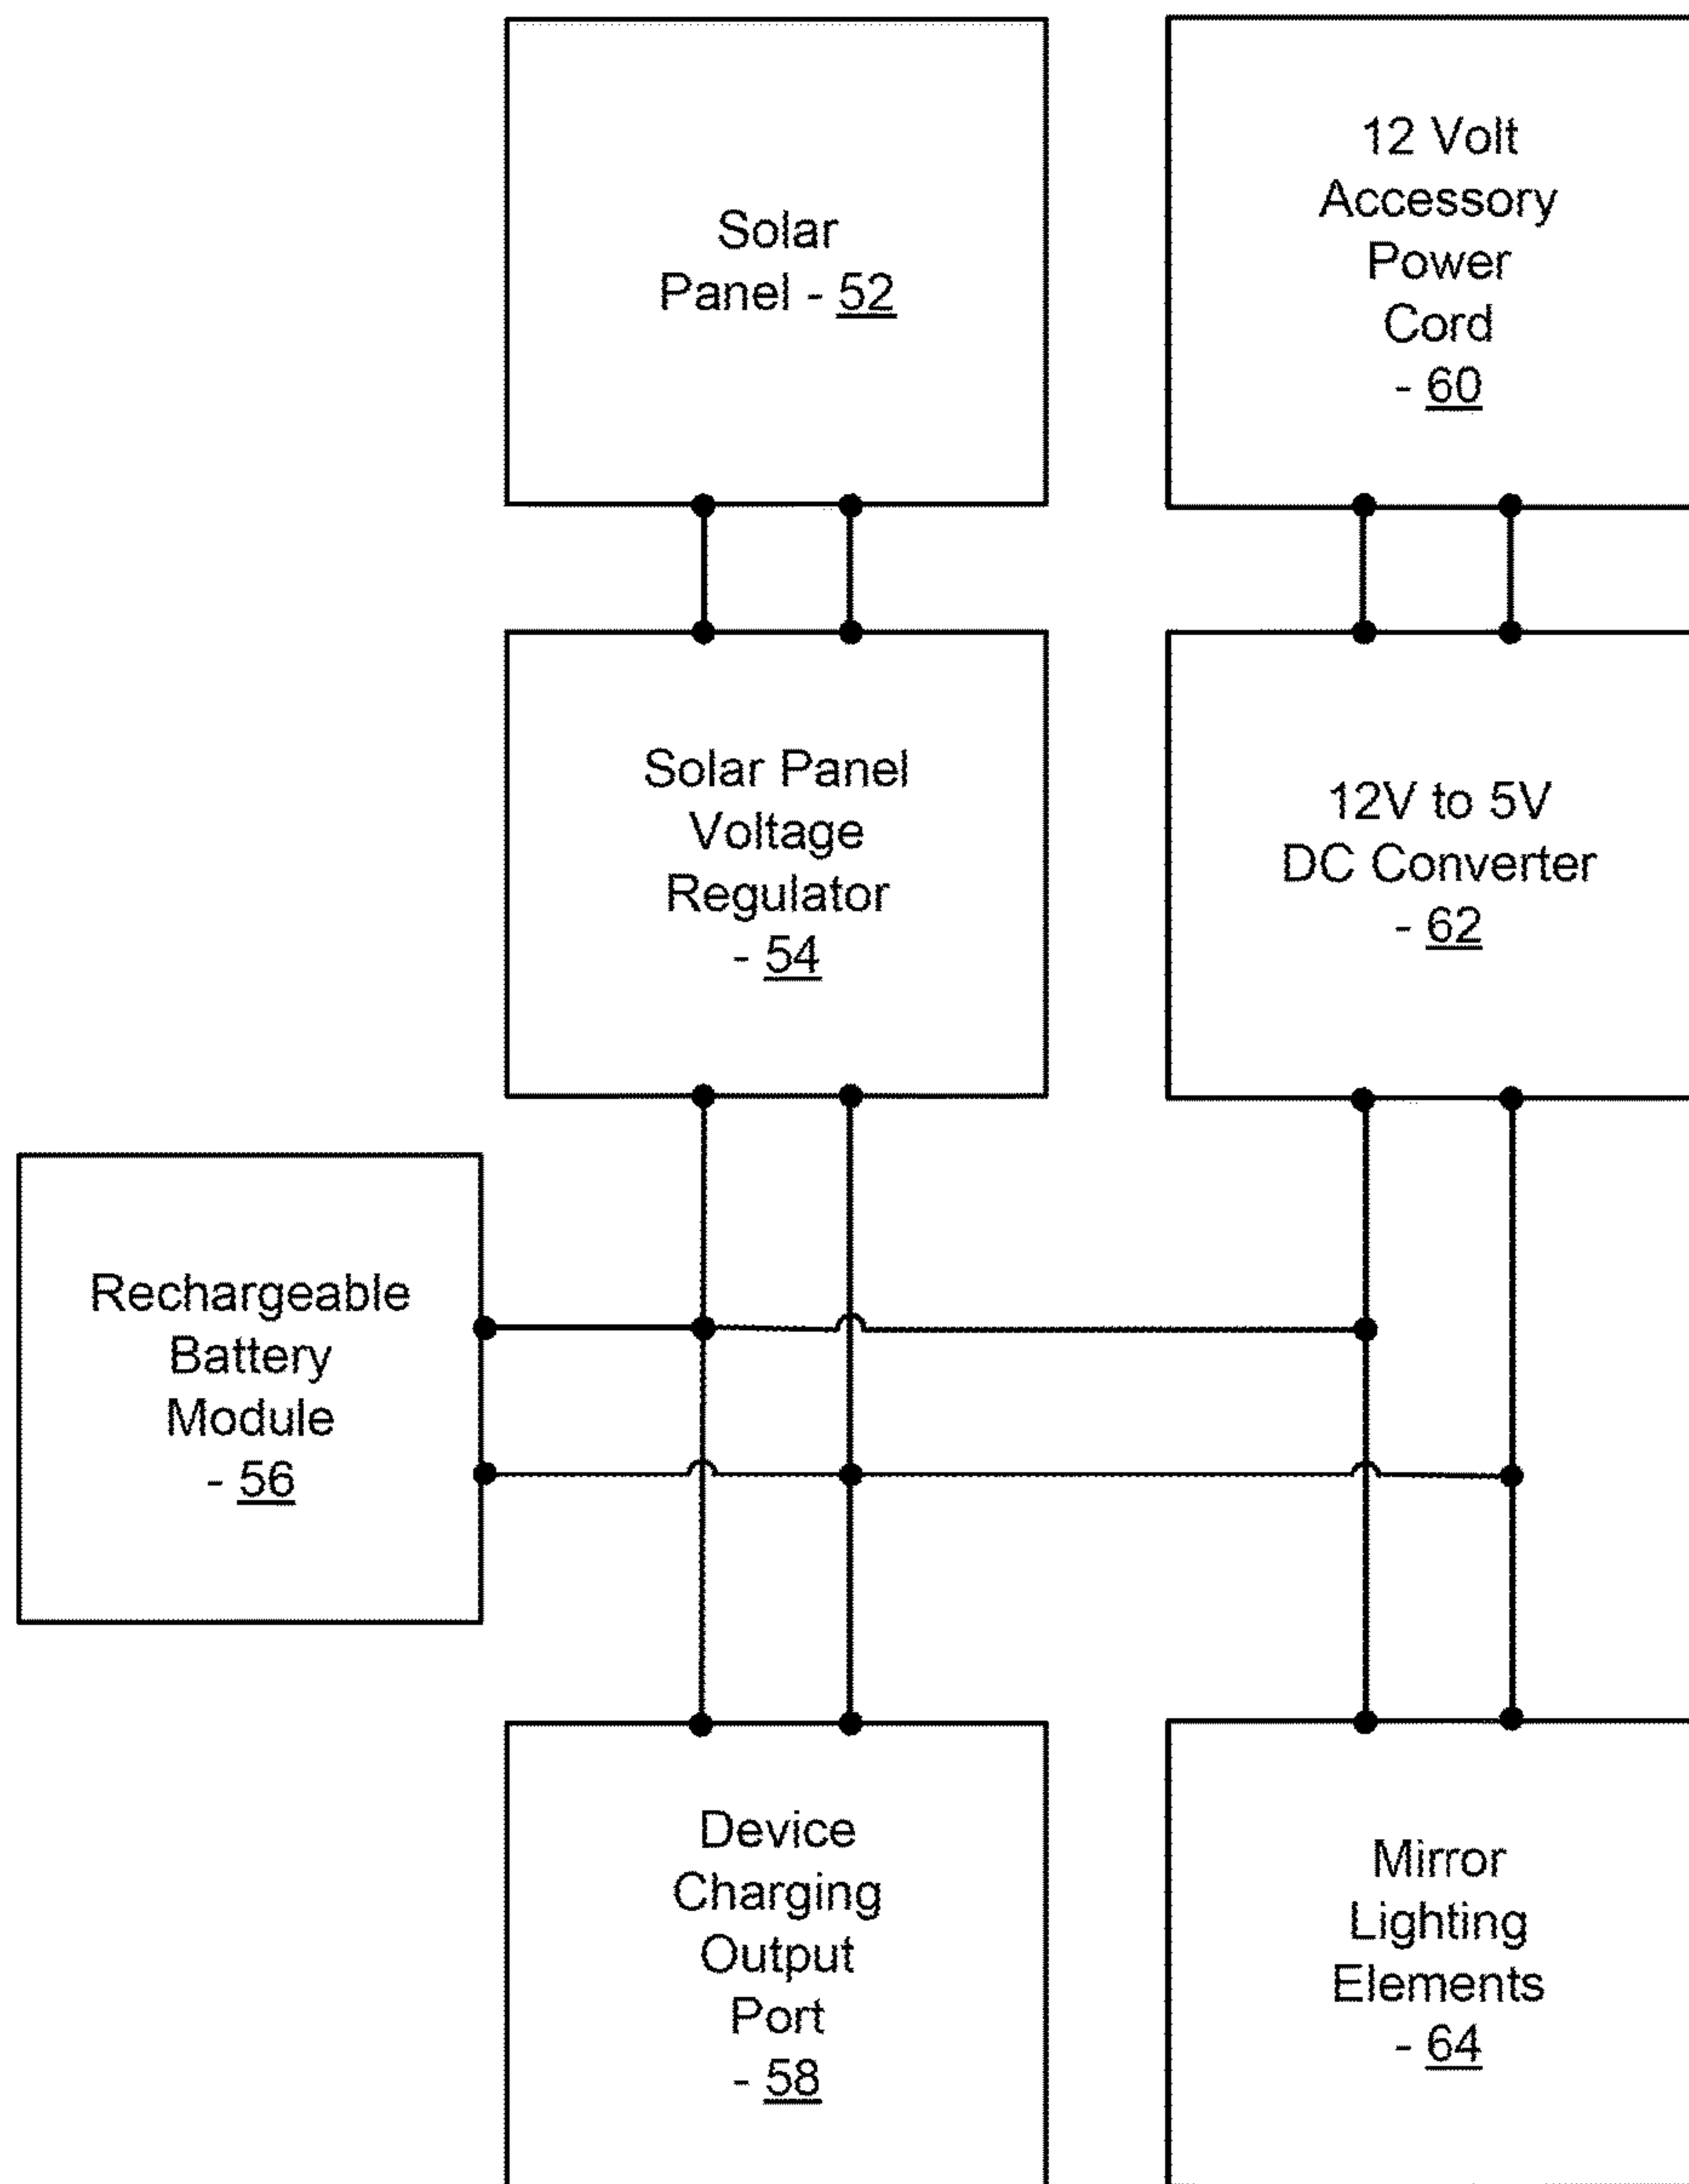 Solar
Panel - 52
12 Volt
Accessory
Power
Cord
- 60
Solar Panel
Voltage
Regulator
- 54
12V to 5V
DC Converter
- 62
Rechargeable
Battery
Module
- 56
Device
Charging
Output
Port
- 58
Mirror
Lighting
Elements
- 64